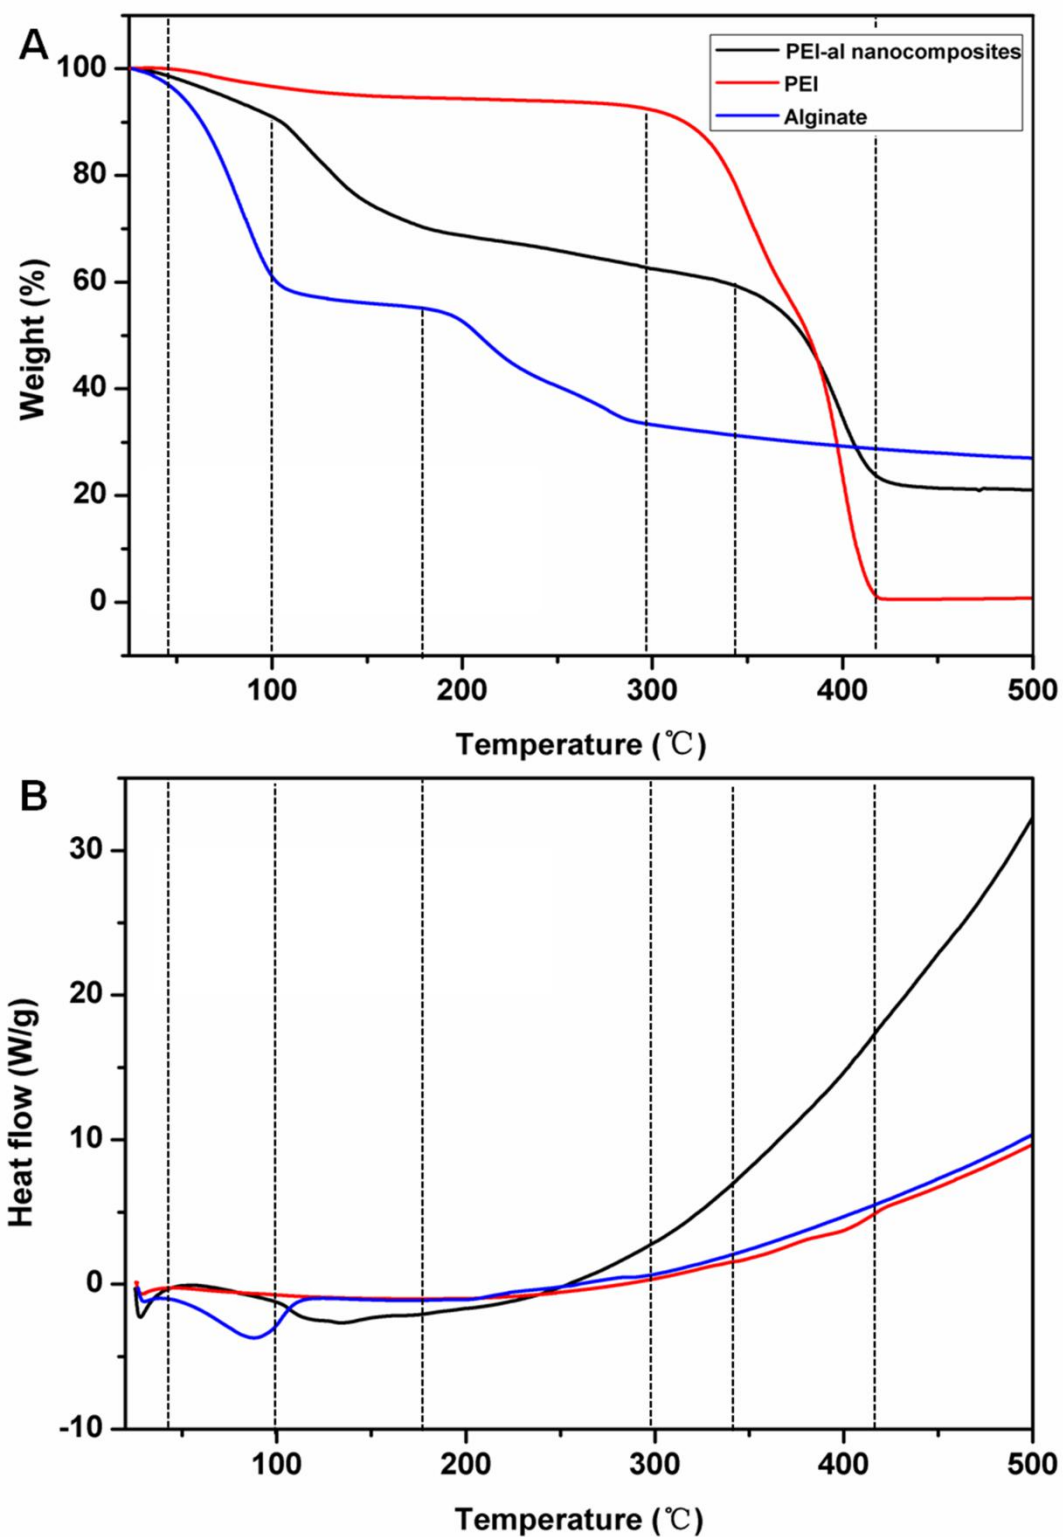 A
PEI-al nanocomposites
PEI
Alginate
100
80
60
40
20
0
Weight (%)
100 200 300 400 500
Temperature (℃)
B
30
20
10
0
-10
Heat flow (W/g)
100 200 300 400 500
Temperature (℃)